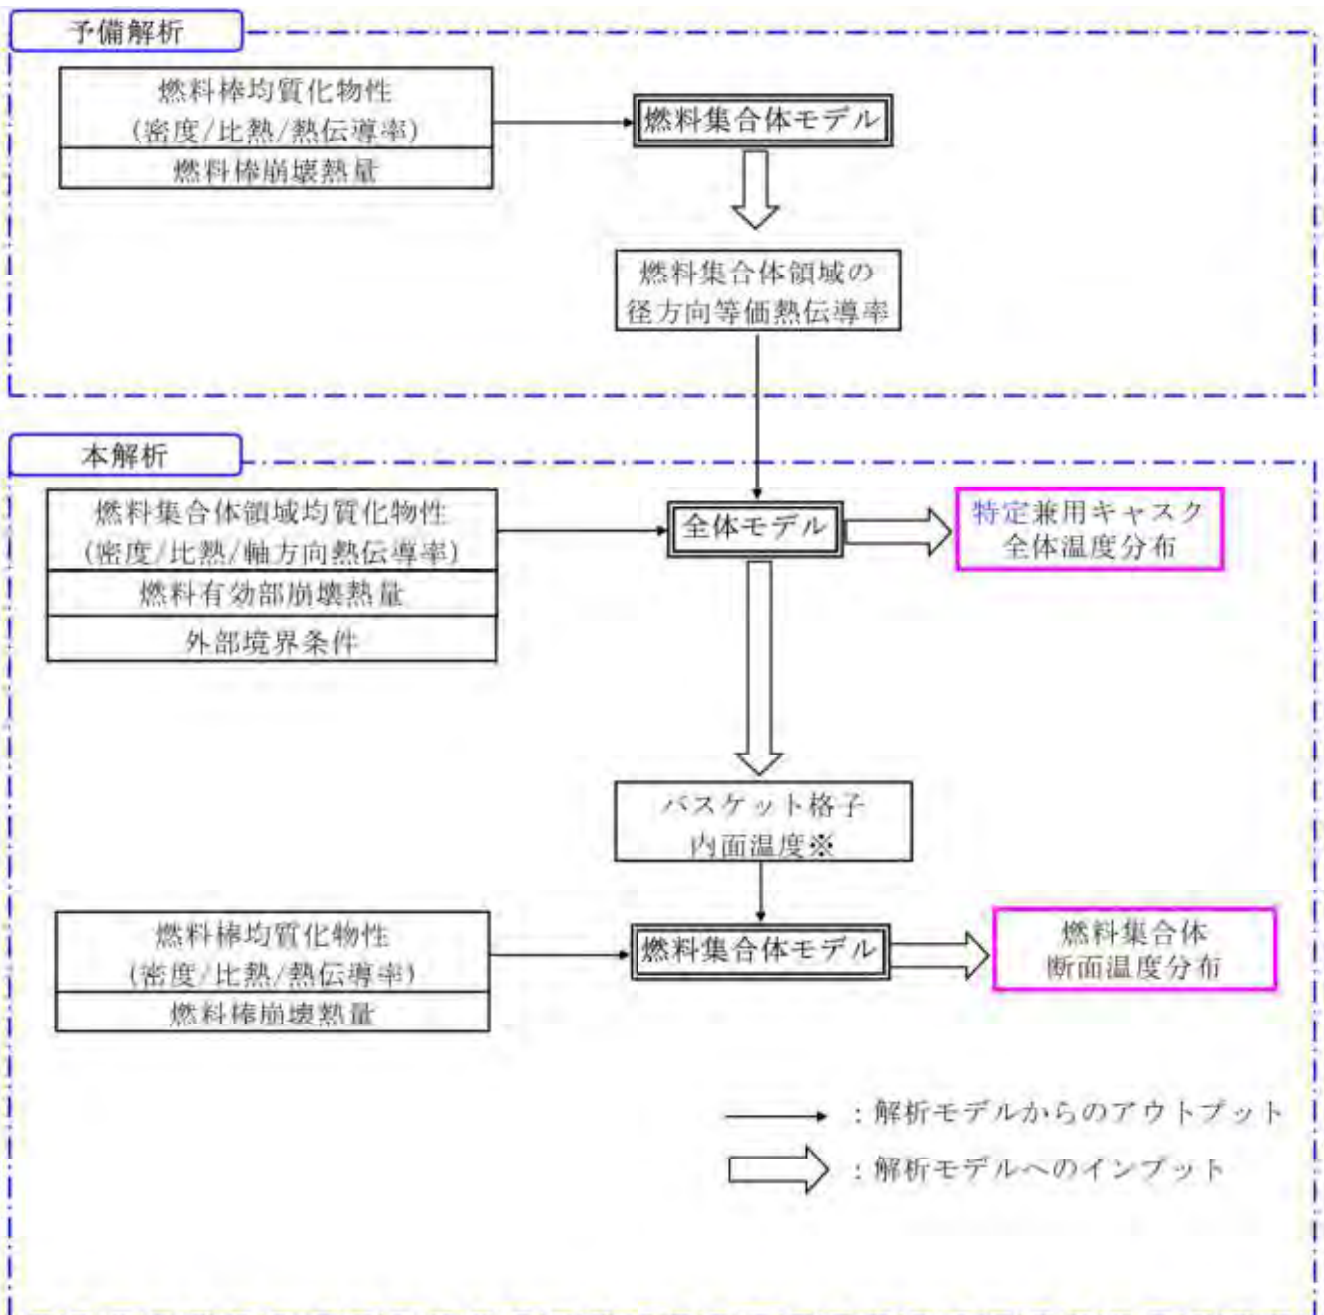 予備解析
燃料棒均質化物性
(密度/比熱/熱伝導率)
燃料棒崩壊熱量
燃料集合体モデル
燃料集合体領域の
径方向等価熱伝導率
本解析
燃料集合体領域均質化物性
(密度/比熱/軸方向熱伝導率)
燃料有効部崩壊熱量
外部境界条件
全体モデル
特定兼用キャスク
全体温度分布
バスケット格子
内面温度※
燃料棒均質化物性
(密度/比熱/熱伝導率)
燃料棒崩壊熱量
燃料集合体モデル
燃料集合体
断面温度分布
：解析モデルからのアウトプット
：解析モデルへのインプット